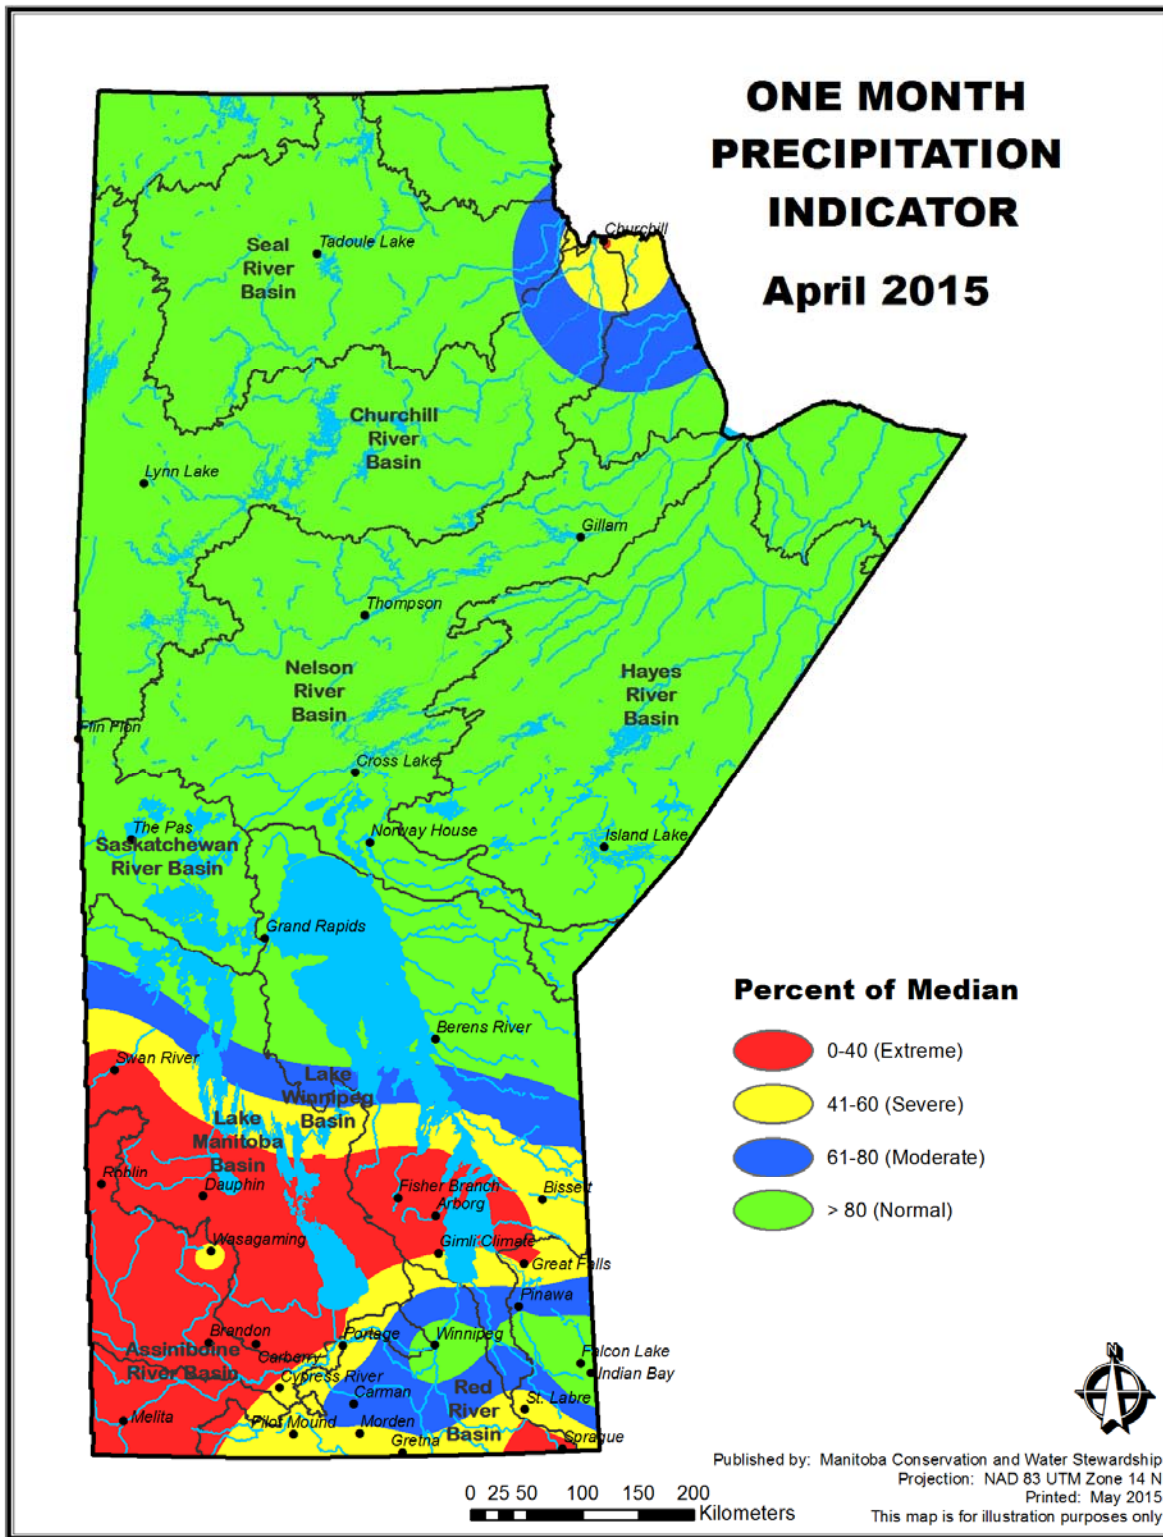 ONE MONTH
PRECIPITATION
INDICATOR
April 2015
Churchill
Seal
River
Basin
Tadoule Lake
Churchill
River
Basin
Lynn Lake
Gillam
Thompson
Nelson
River
Basin
Hayes
River
Basin
Flin Flon
Cross Lake
The Pas
Norway House
Island Lake
Saskatchewan
River Basin
Grand Rapids
Berens River
Swan River
Lake
Winnipeg
Basin
Lake
Manitoba
Basin
Roblin
Dauphin
Fisher Branch
Bissett
Arborg
Wasagaming
Gimli Climate
Great Falls
Pinawa
Brandon
Carberry
Portage
Winnipeg
Assiniboine
River Basin
Falcon Lake
Indian Bay
Cypress River
Carman
Red
River
Basin
St. Labre
Melita
Pilot Mound
Morden
Gretna
Sprague
Percent of Median
0-40 (Extreme)
41-60 (Severe)
61-80 (Moderate)
> 80 (Normal)
N
0 25 50 100 150 200
Kilometers
Published by: Manitoba Conservation and Water Stewardship
Projection: NAD 83 UTM Zone 14 N
Printed: May 2015
This map is for illustration purposes only